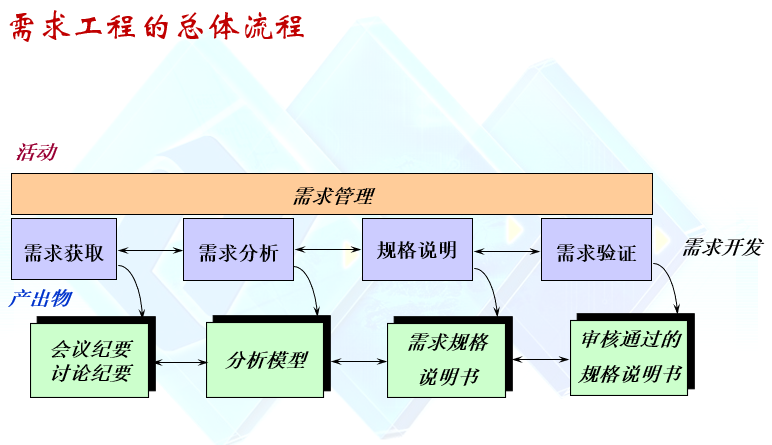 需求工程的总体流程
活动
需求管理
需求获取
需求分析
规格说明
需求验证
需求开发
产出物
会议纪要
讨论纪要
分析模型
需求规格
说明书
审核通过的
规格说明书